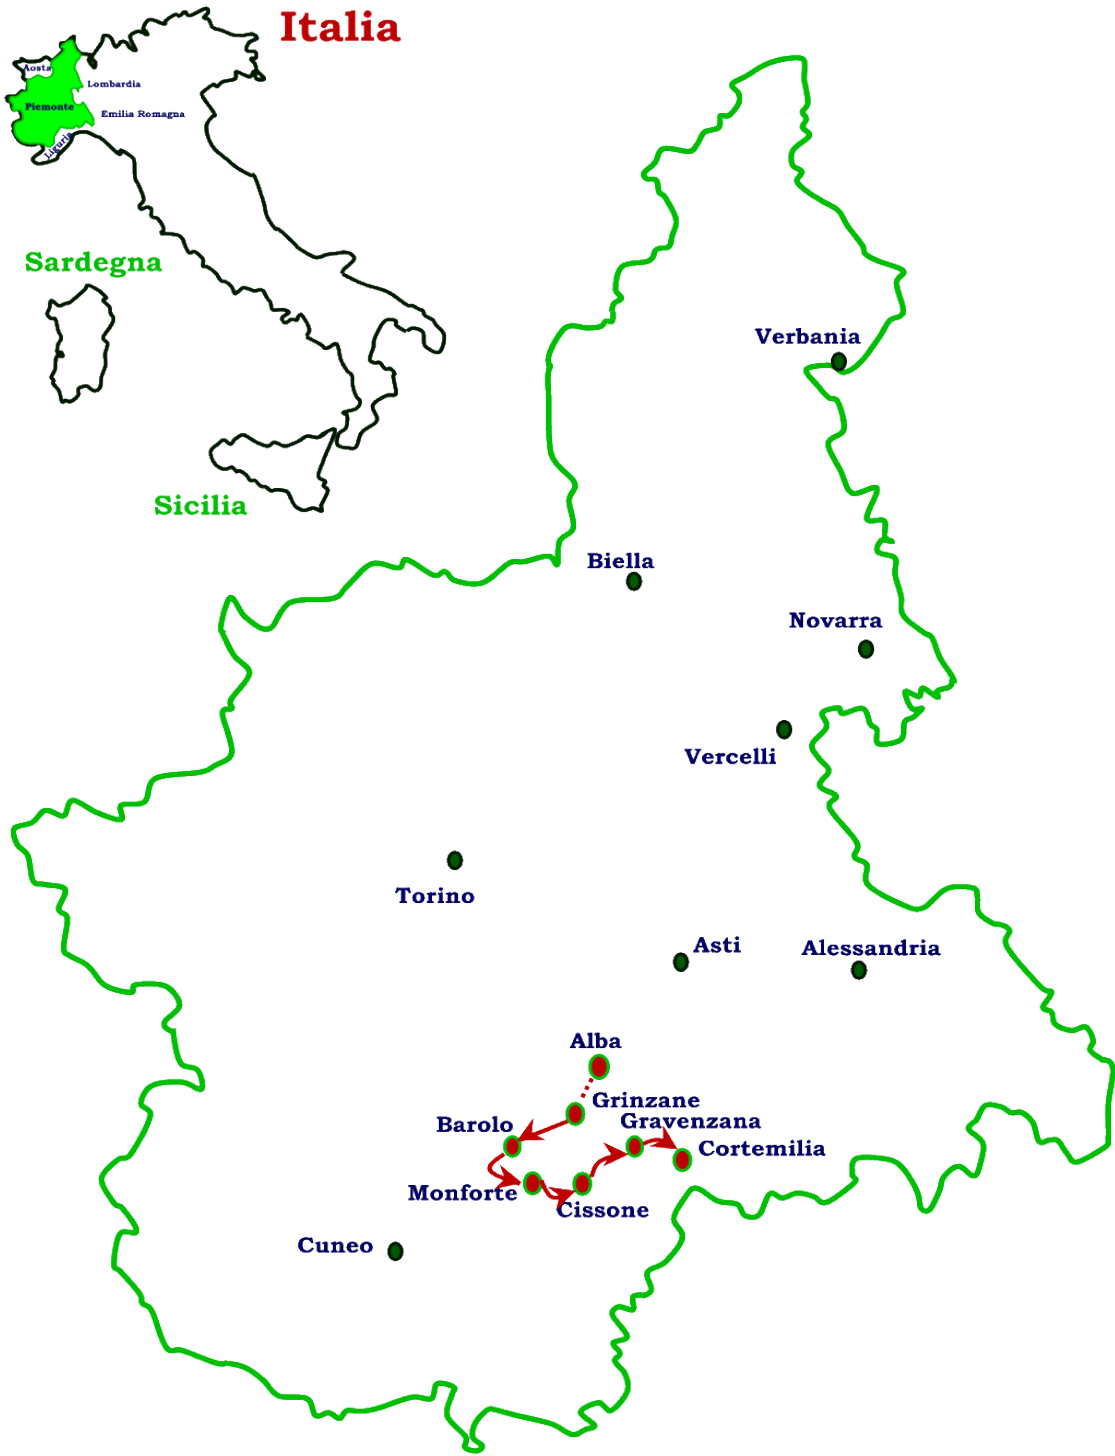 Italia
Aosta
Lombardia
Piemonte
Emilia Romagna
Liguria
Sardegna
Sicilia
Verbania
Biella
Novarra
Vercelli
Torino
Asti
Alessandria
Alba
Grinzane
Barolo
Gravenzana
Cortemilia
Monforte
Cissone
Cuneo